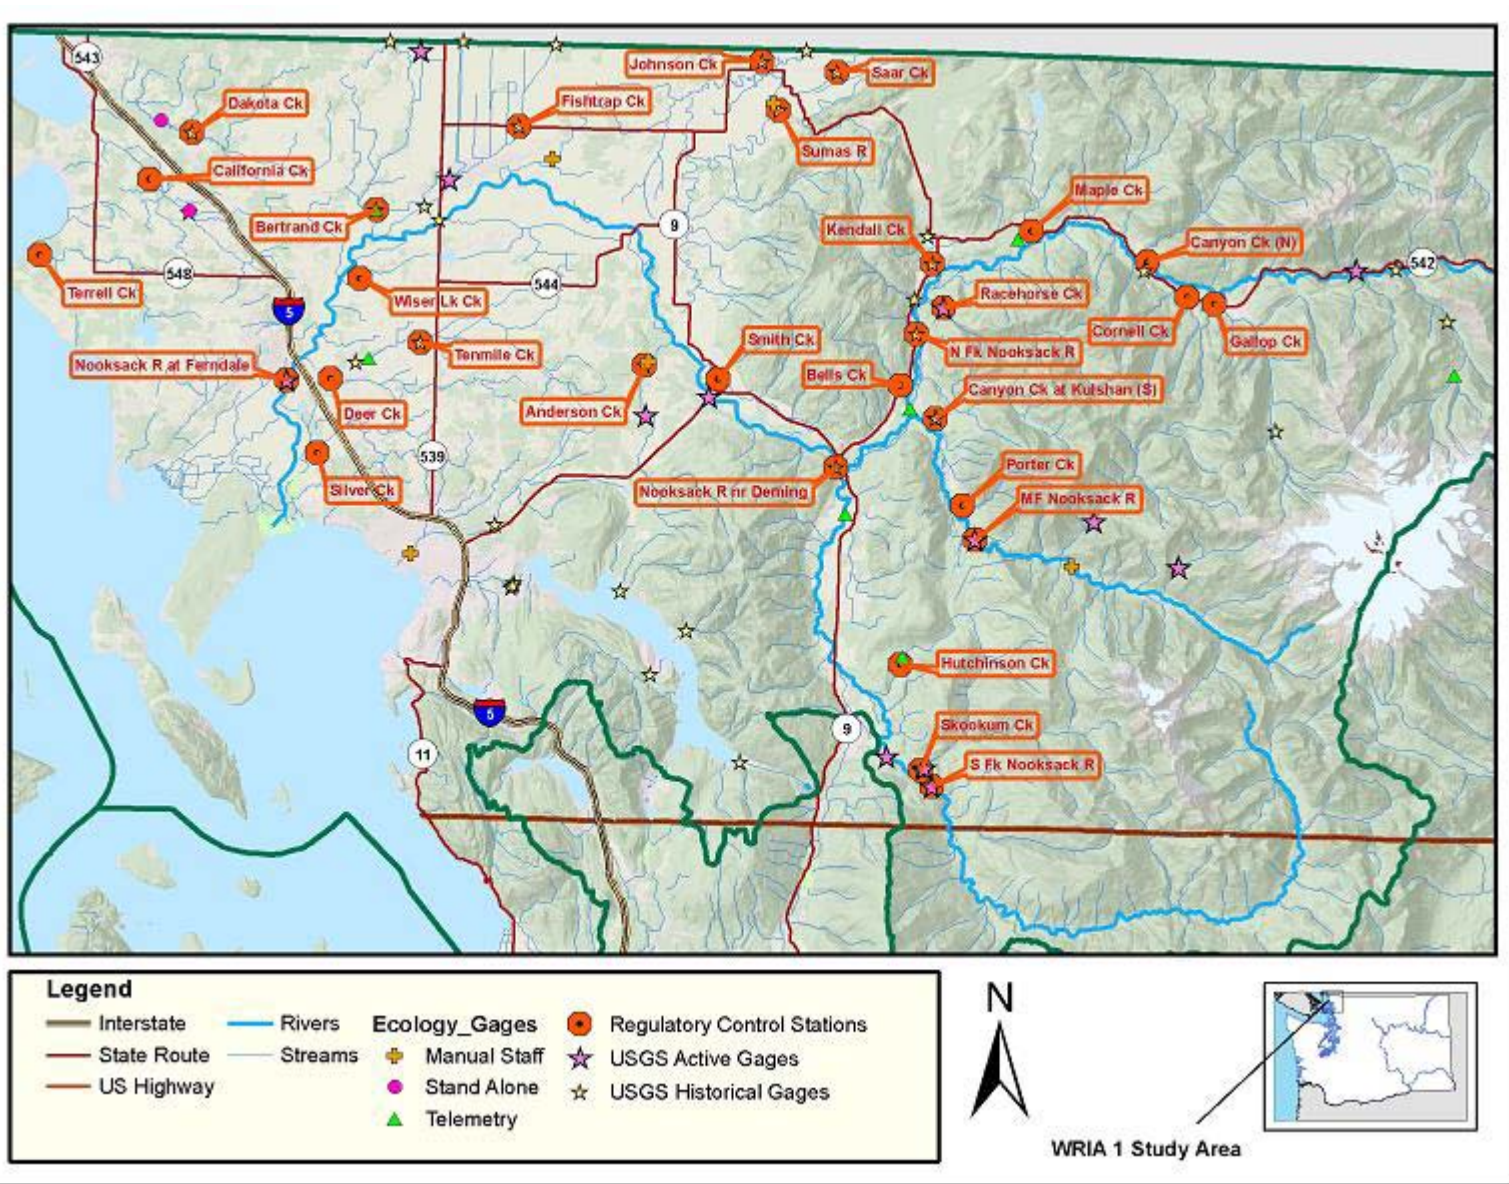 543
Johnson Ck
Saar Ck
Dakota Ck
Fishtrap Ck
Sumas R
California Ck
Maple Ck
Bertrand Ck
9
Kendall Ck
Canyon Ck (N)
542
548
544
Terrell Ck
Wiser Lk Ck
Racehorse Ck
5
Cornell Ck
Gallop Ck
Smith Ck
Tenmile Ck
N Fk Nooksack R
Nooksack R at Ferndale
Bells Ck
Canyon Ck at Kulshan (S)
Deer Ck
Anderson Ck
539
Porter Ck
Silver Ck
Nooksack R nr Deming
MF Nooksack R
Hutchinson Ck
5
Skookum Ck
9
11
S Fk Nooksack R
Legend
Interstate
State Route
US Highway
Rivers
Streams
Ecology_Gages
Manual Staff
Stand Alone
Telemetry
Regulatory Control Stations
USGS Active Gages
USGS Historical Gages
N
WRIA 1 Study Area